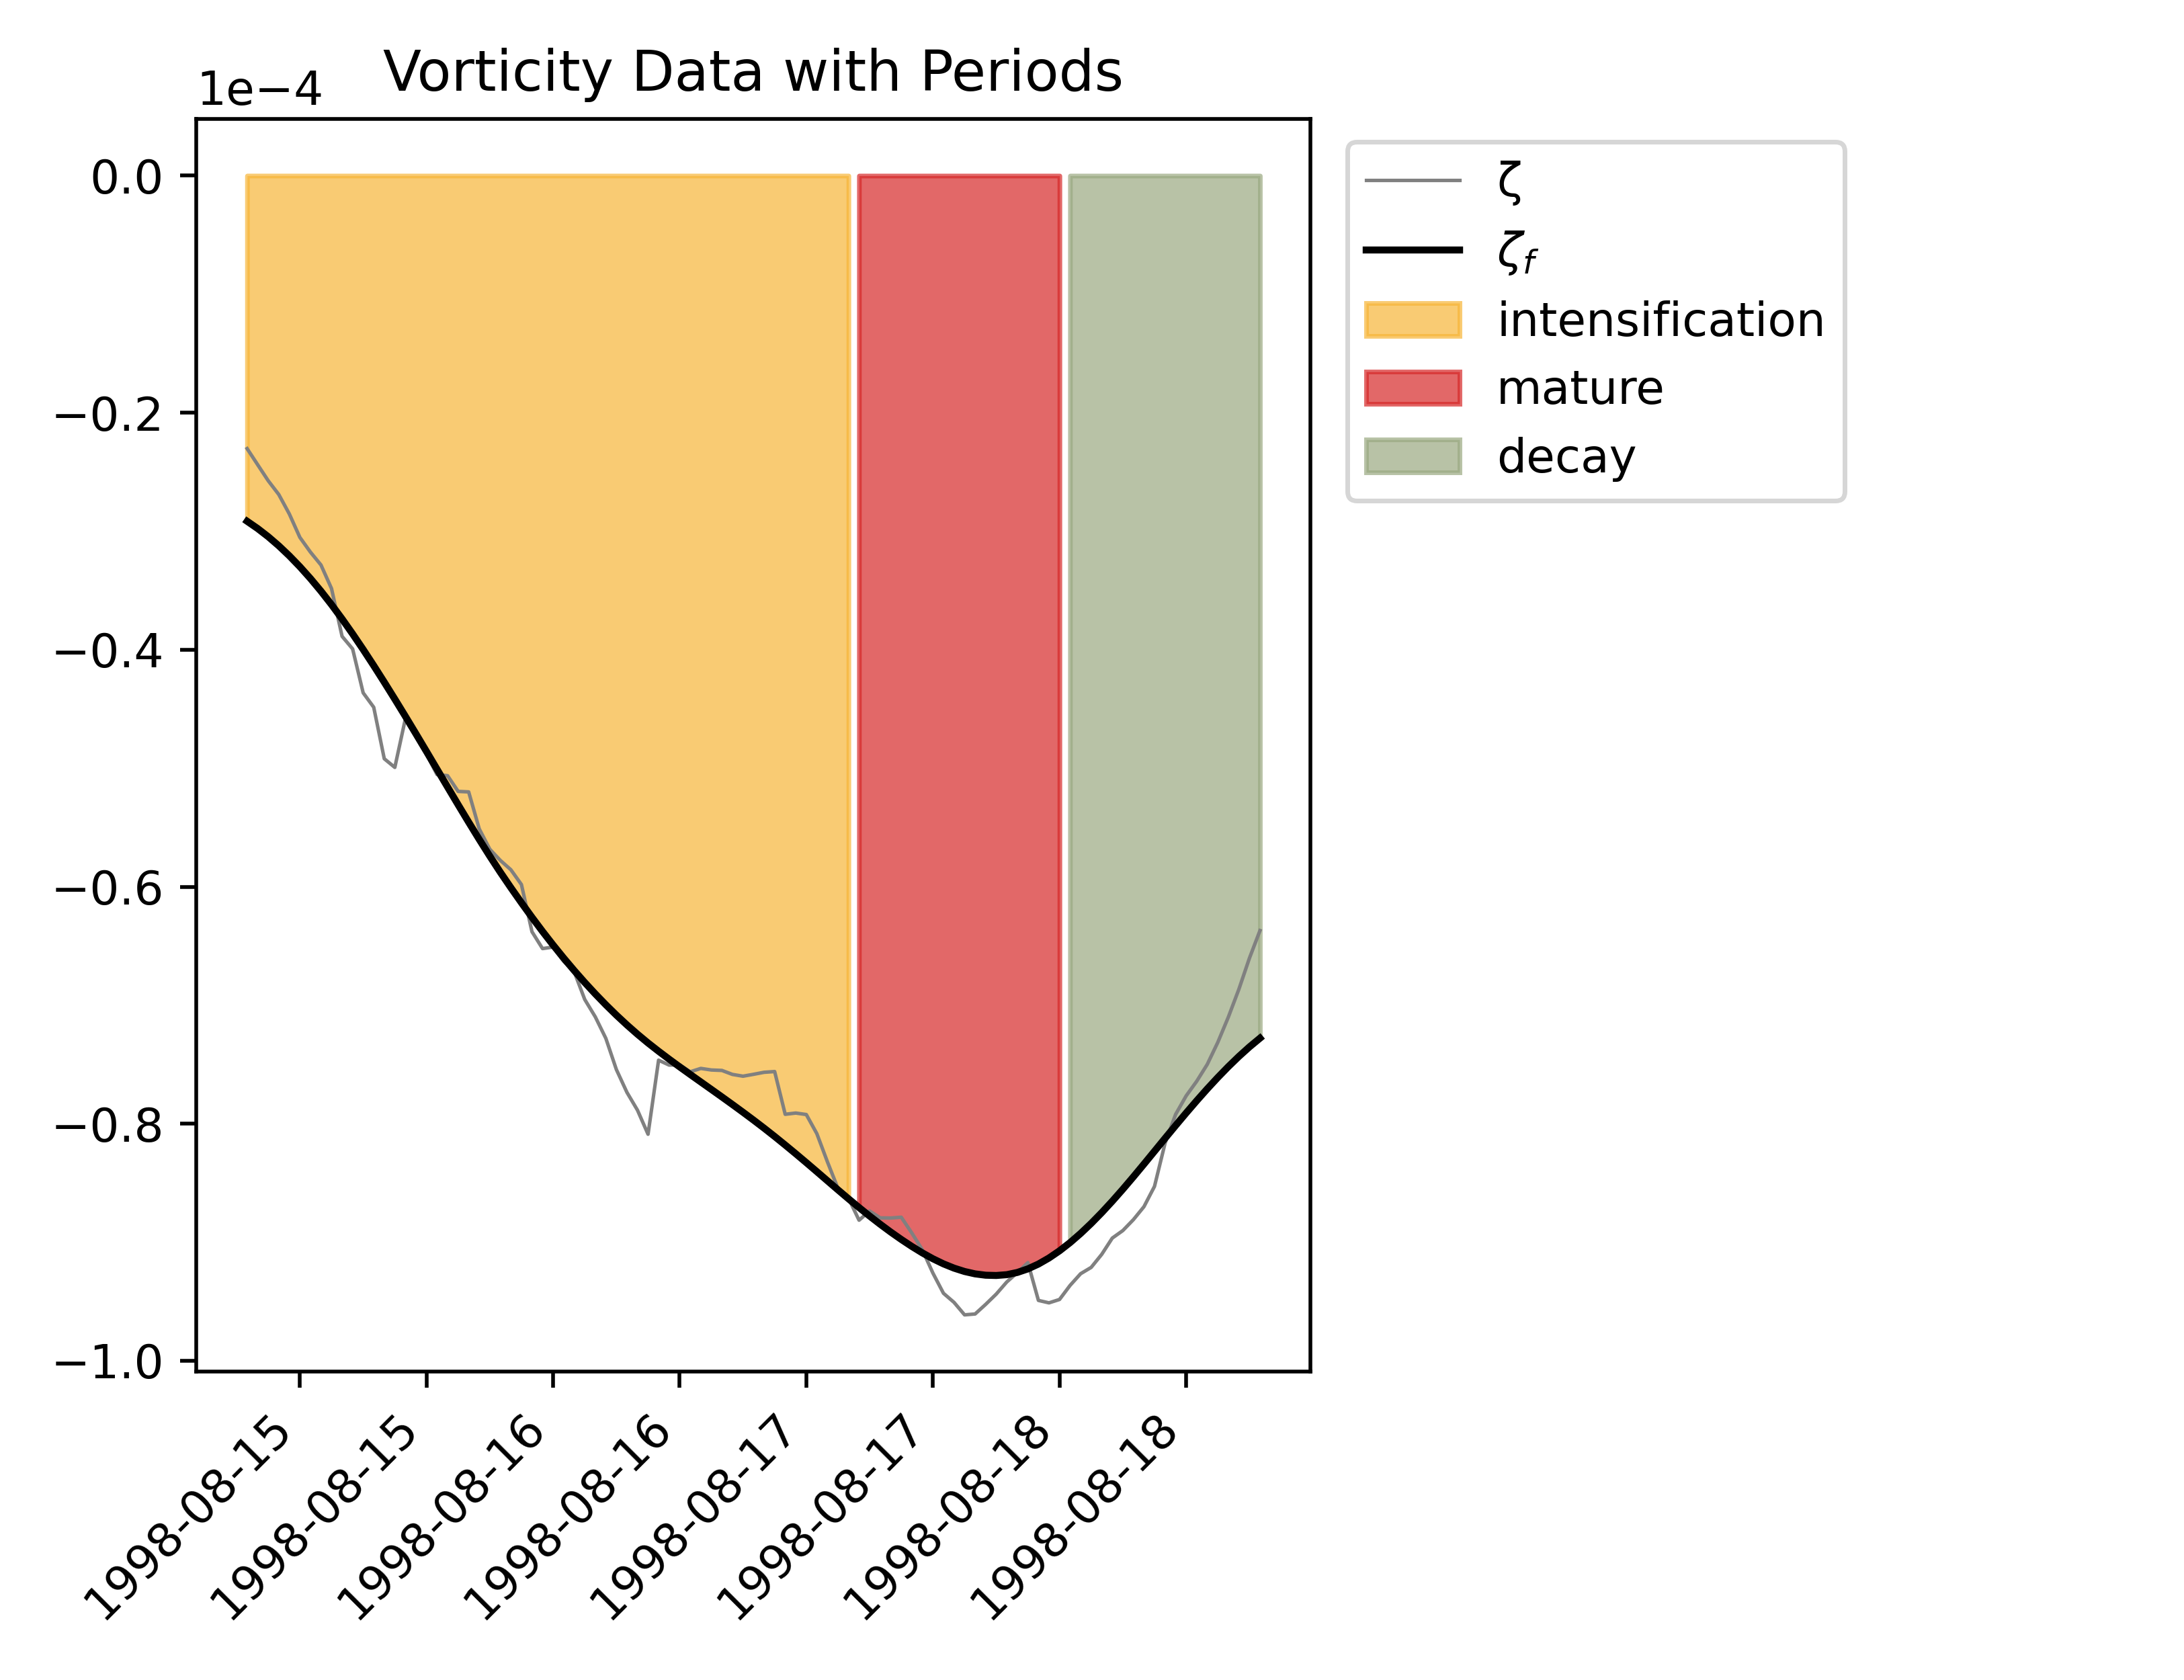 Vorticity Data with Periods
1e−4
0.0
−0.2
−0.4
−0.6
−0.8
−1.0
1998-08-15
1998-08-15
1998-08-16
1998-08-16
1998-08-17
1998-08-17
1998-08-18
1998-08-18
ζ
ζf
intensification
mature
decay